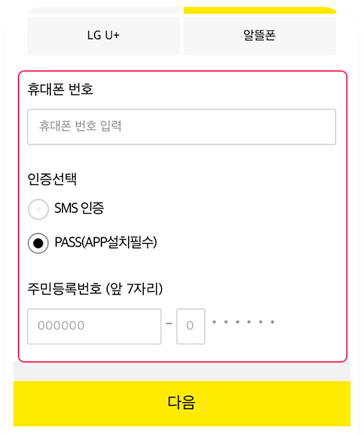 LG U+
알뜰폰
휴대폰 번호
휴대폰 번호 입력
인증선택
SMS 인증
PASS(APP설치필수)
주민등록번호 (앞 7자리)
000000 - 0 • • • • • •
다음